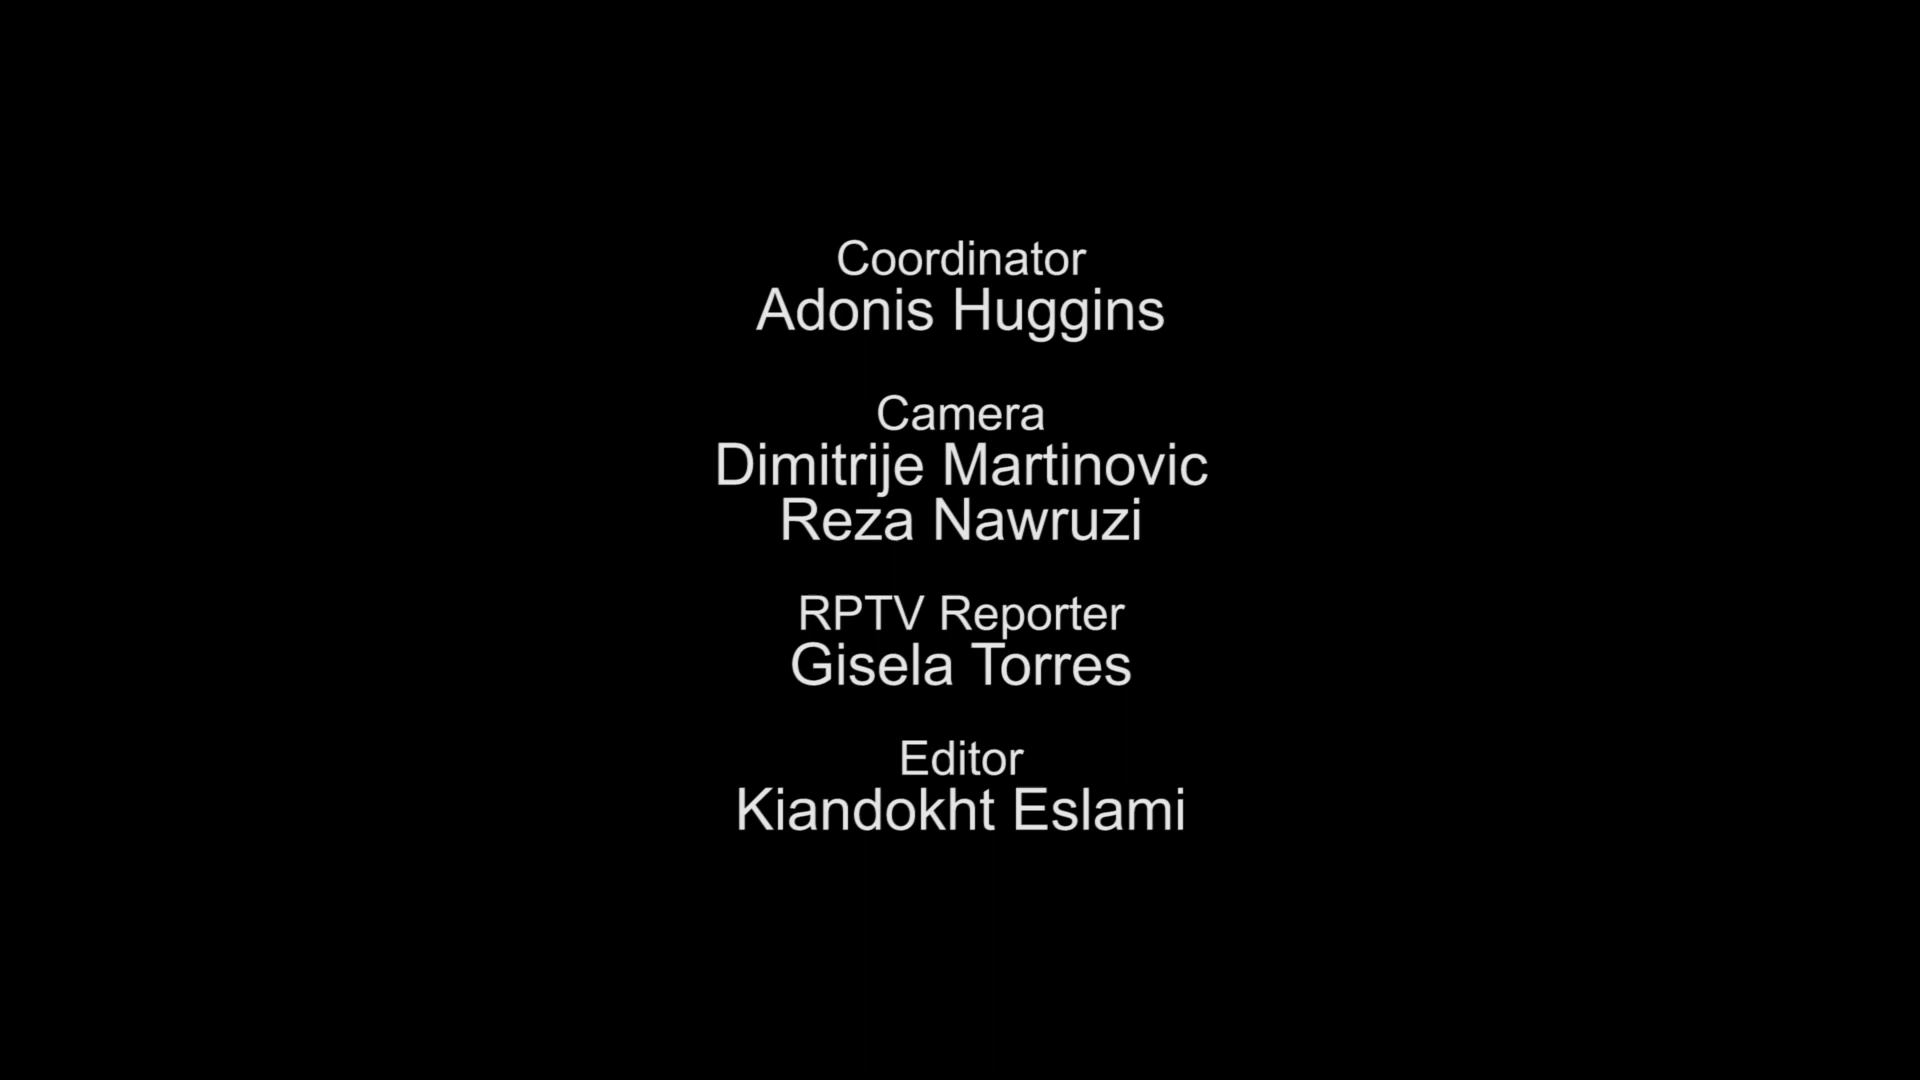 Coordinator
Adonis Huggins
Camera
Dimitrije Martinovic
Reza Nawruzi
RPTV Reporter
Gisela Torres
Editor
Kiandokht Eslami